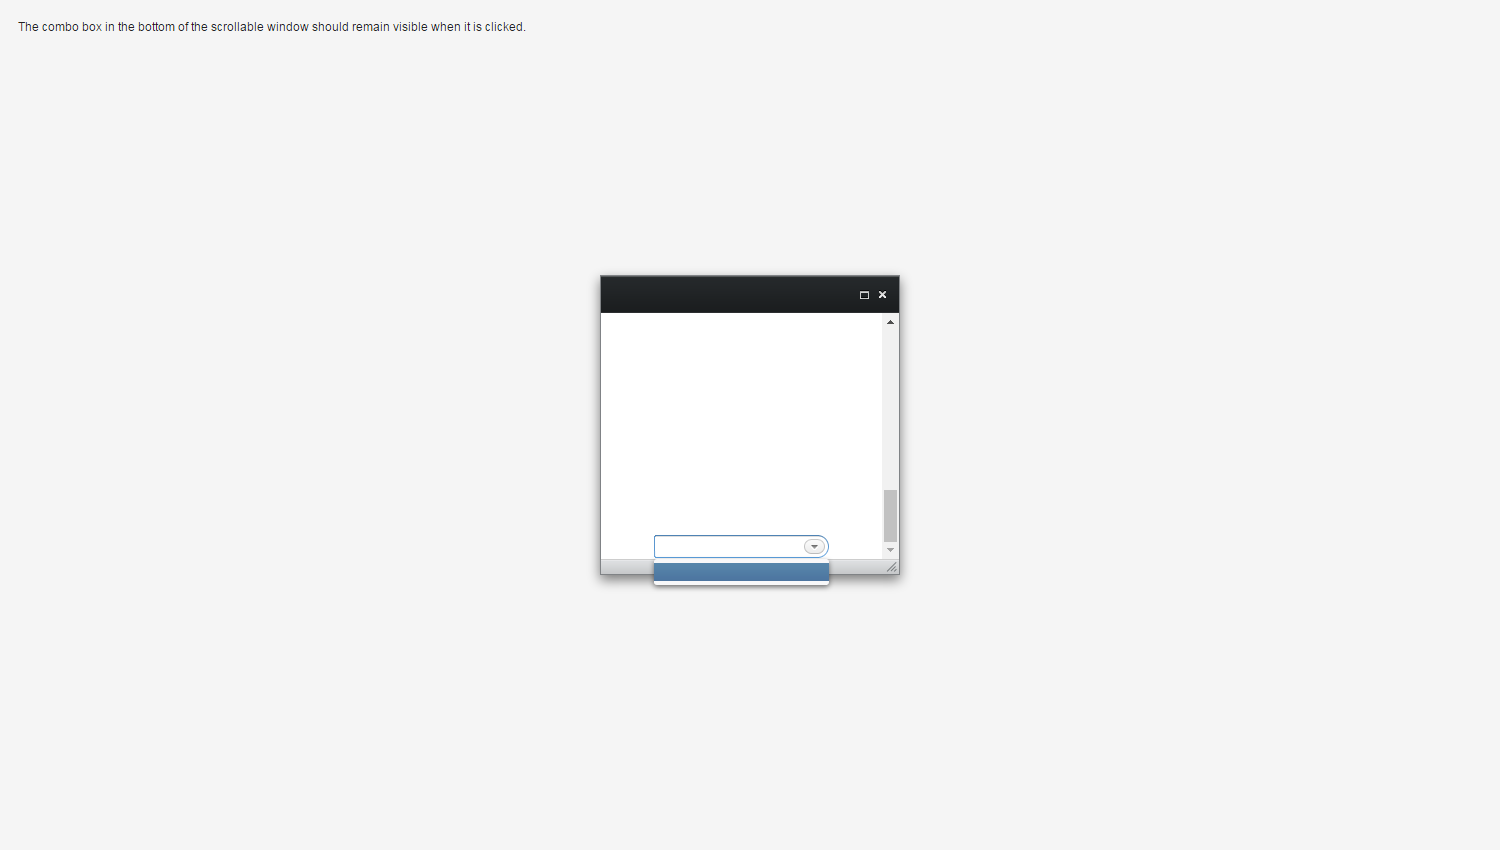 The combo box in the bottom of the scrollable window should remain visible when it is clicked.